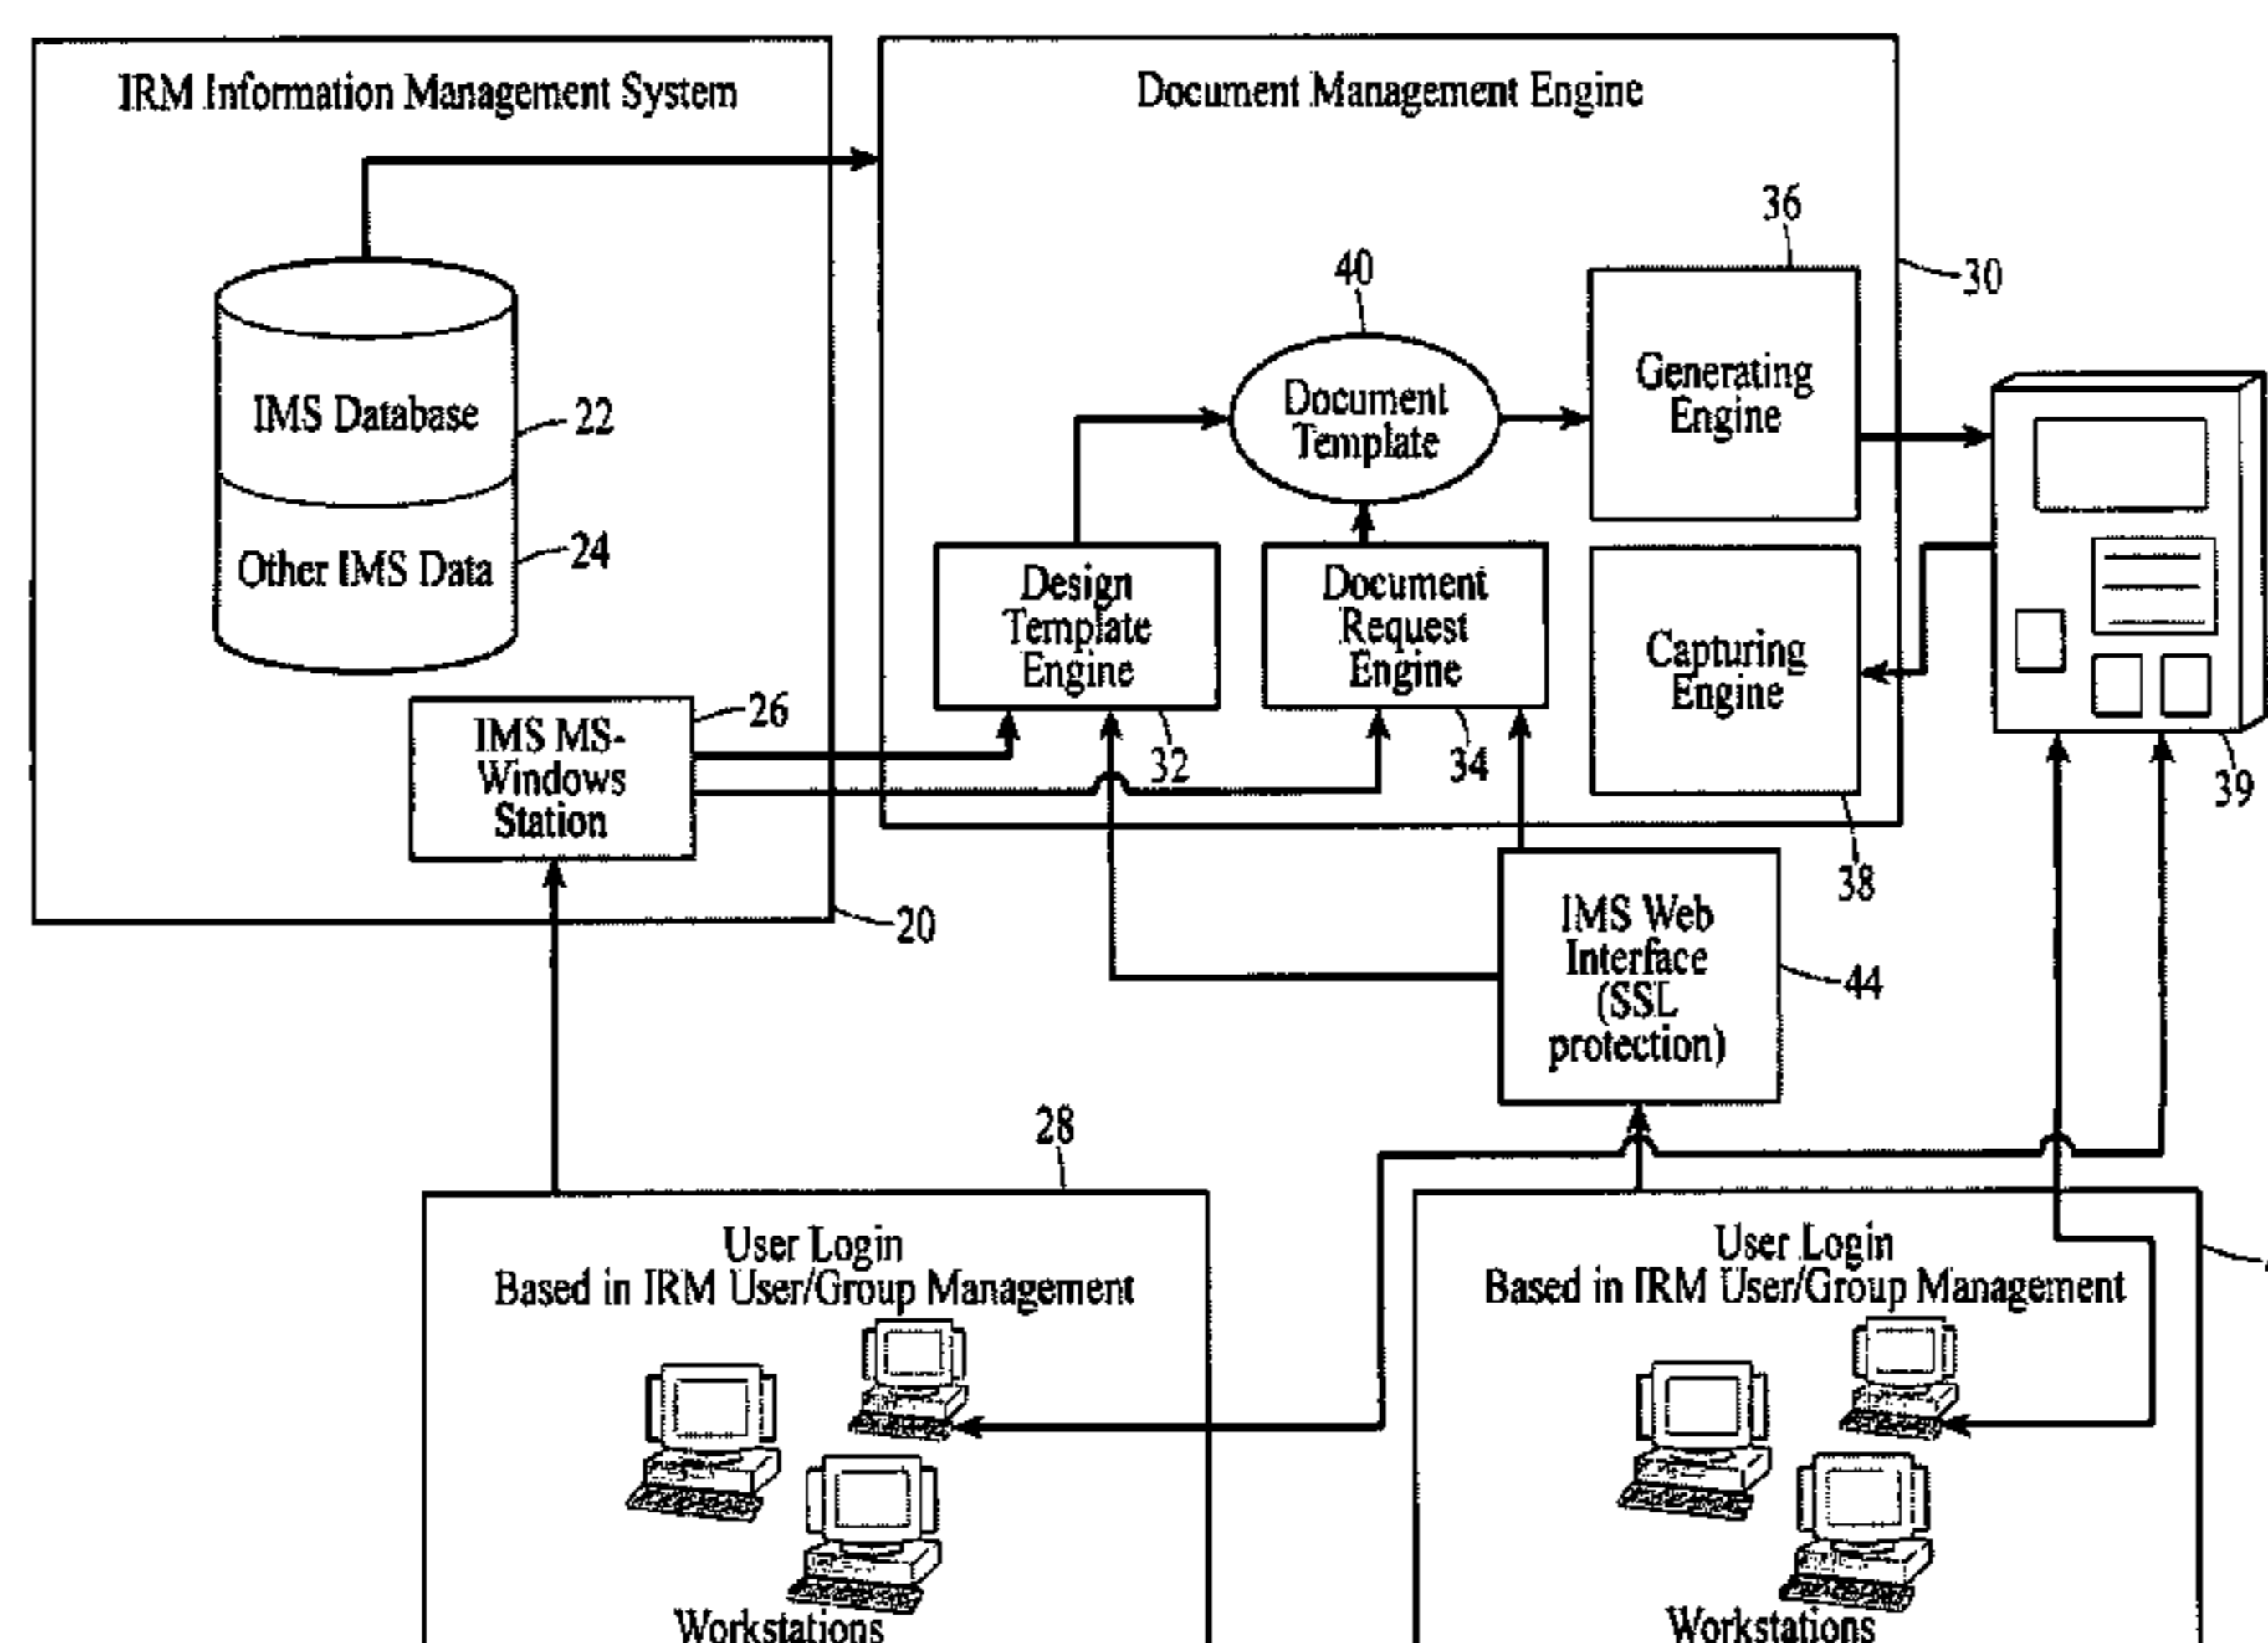 IRM Information Management System
Document Management Engine
36
30
40
Document
Template
Generating
Engine
IMS Database
22
Other IMS Data
24
Design
Template
Engine
Document
Request
Engine
Capturing
Engine
IMS MS-
Windows
Station
26
32
34
39
38
20
IMS Web
Interface
(SSL
protection)
44
28
User Login
Based in IRM User/Group Management
Workstations
User Login
Based in IRM User/Group Management
Workstations